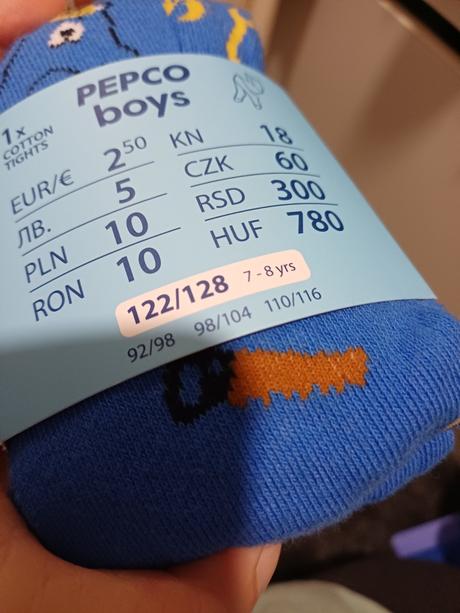 PEPCO
boys
1x
COTTON
TIGHTS
EUR/€ 2⁵⁰
ЛВ. 5
PLN 10
RON 10
KN 18
CZK 60
RSD 300
HUF 780
122/128 7-8 yrs
92/98 98/104 110/116